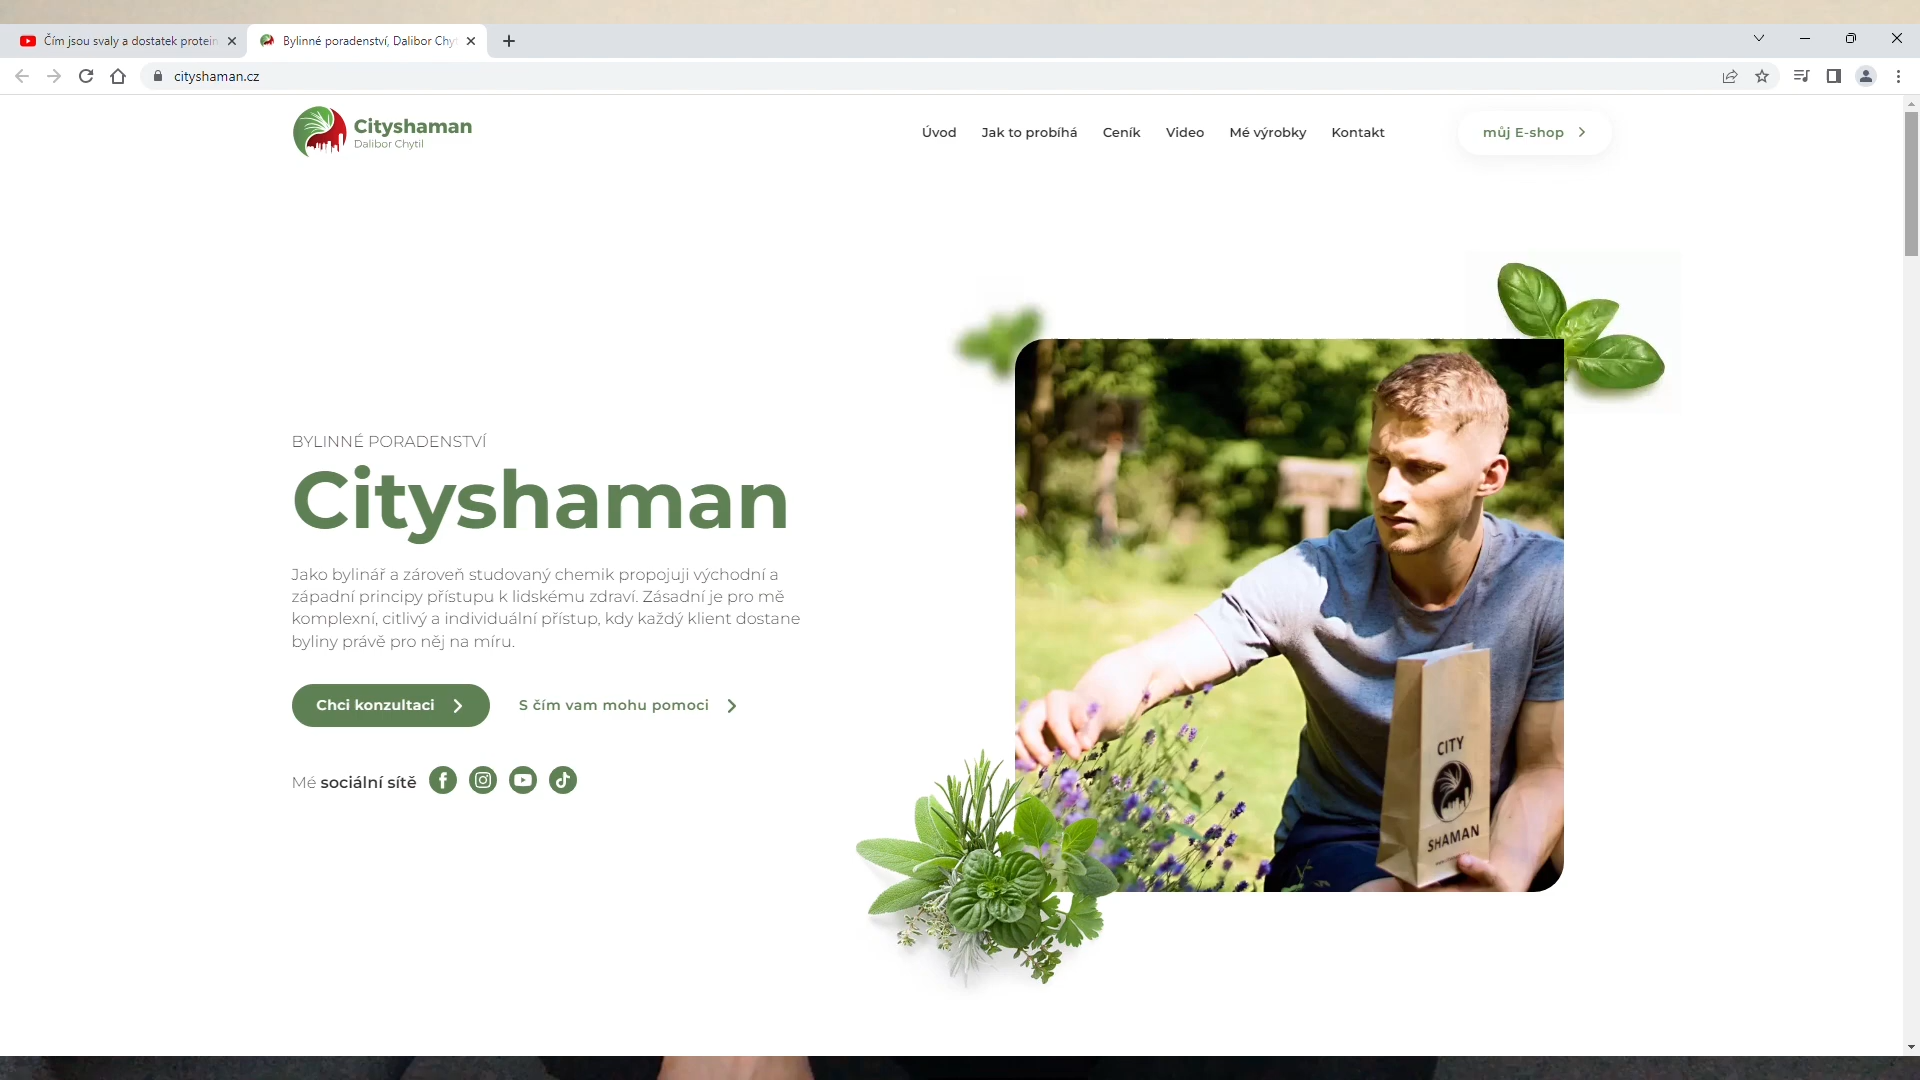 Čím jsou svaly a dostatek protein
Bylinné poradenství, Dalibor Chyt
cityshaman.cz
Cityshaman
Dalibor Chytil
Úvod
Jak to probíhá
Ceník
Video
Mé výrobky
Kontakt
můj E-shop
BYLINNÉ PORADENSTVÍ
Cityshaman
Jako bylinář a zároveň studovaný chemik propojuji východní a
západní principy přístupu k lidskému zdraví. Zásadní je pro mě
komplexní, citlivý a individuální přístup, kdy každý klient dostane
byliny právě pro něj na míru.
Chci konzultaci
S čím vam mohu pomoci
Mé sociální sítě
CITY
SHAMAN